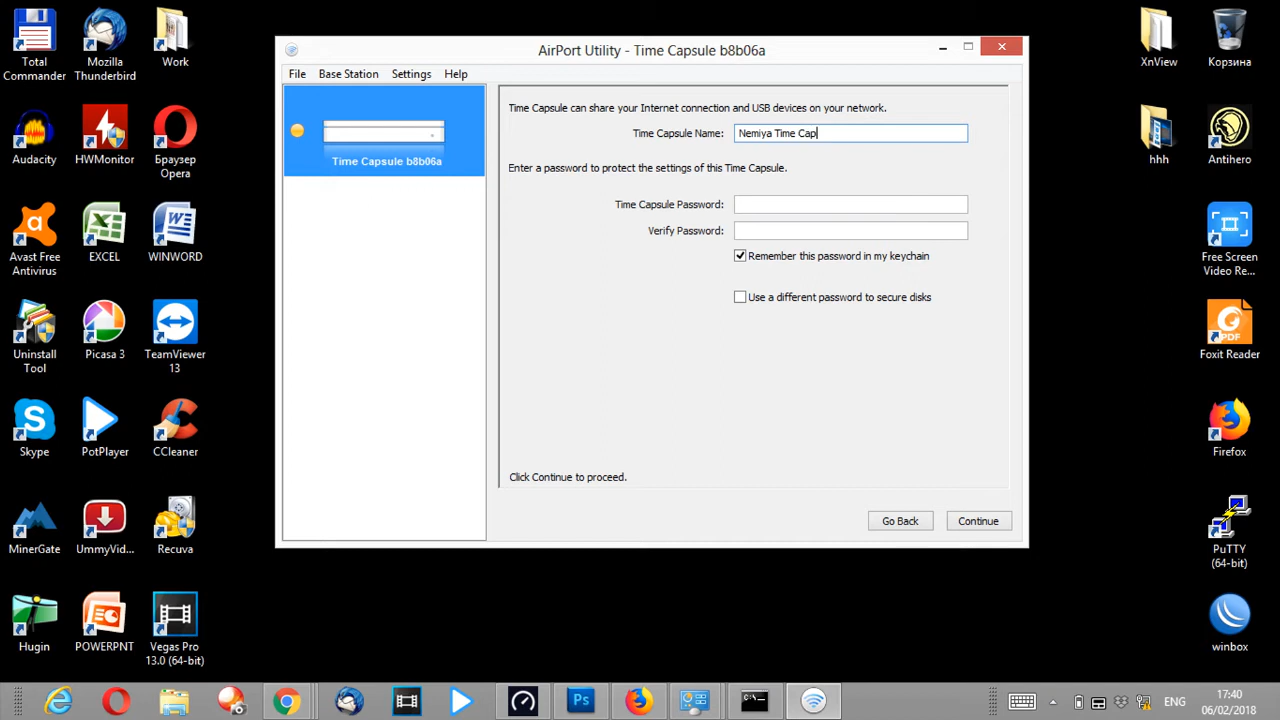 Total
Commander
Mozilla
Thunderbird
Work
Audacity
HWMonitor
Браузер
Opera
Avast Free
Antivirus
EXCEL
WINWORD
Uninstall
Tool
Picasa 3
TeamViewer
13
Skype
PotPlayer
CCleaner
MinerGate
UmmyVid...
Recuva
Hugin
POWERPNT
Vegas Pro
13.0 (64-bit)
AirPort Utility - Time Capsule b8b06a
File Base Station Settings Help
Time Capsule b8b06a
Time Capsule can share your Internet connection and USB devices on your network.
Time Capsule Name: Nemiya Time Cap
Enter a password to protect the settings of this Time Capsule.
Time Capsule Password:
Verify Password:
Remember this password in my keychain
Use a different password to secure disks
Click Continue to proceed.
Go Back Continue
XnView
Корзина
hhh
Antihero
Free Screen
Video Re...
PDF
Foxit Reader
Firefox
PuTTY
(64-bit)
winbox
Ps
C:\_
ENG
17:40
06/02/2018